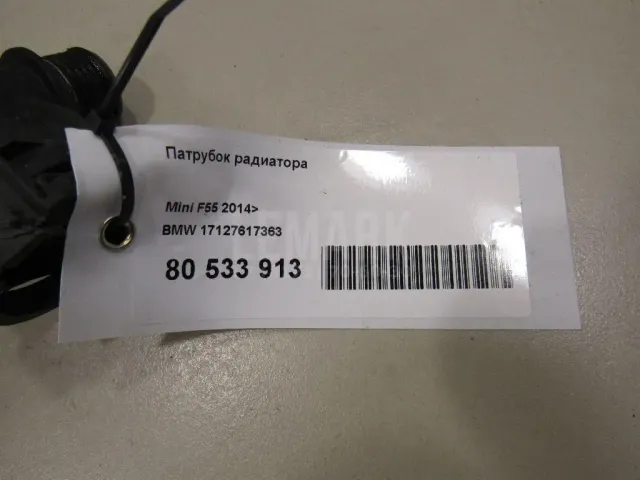 Патрубок радиатора
Mini F55 2014>
BMW 17127617363
80 533 913